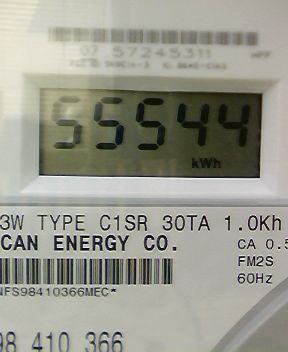 07 57245311
55544
kWh
3W TYPE C1SR 30TA 1.0Kh
CAN ENERGY CO.
CA 0.5
FM2S
NFS98410366MEC*
60Hz
98 410 366